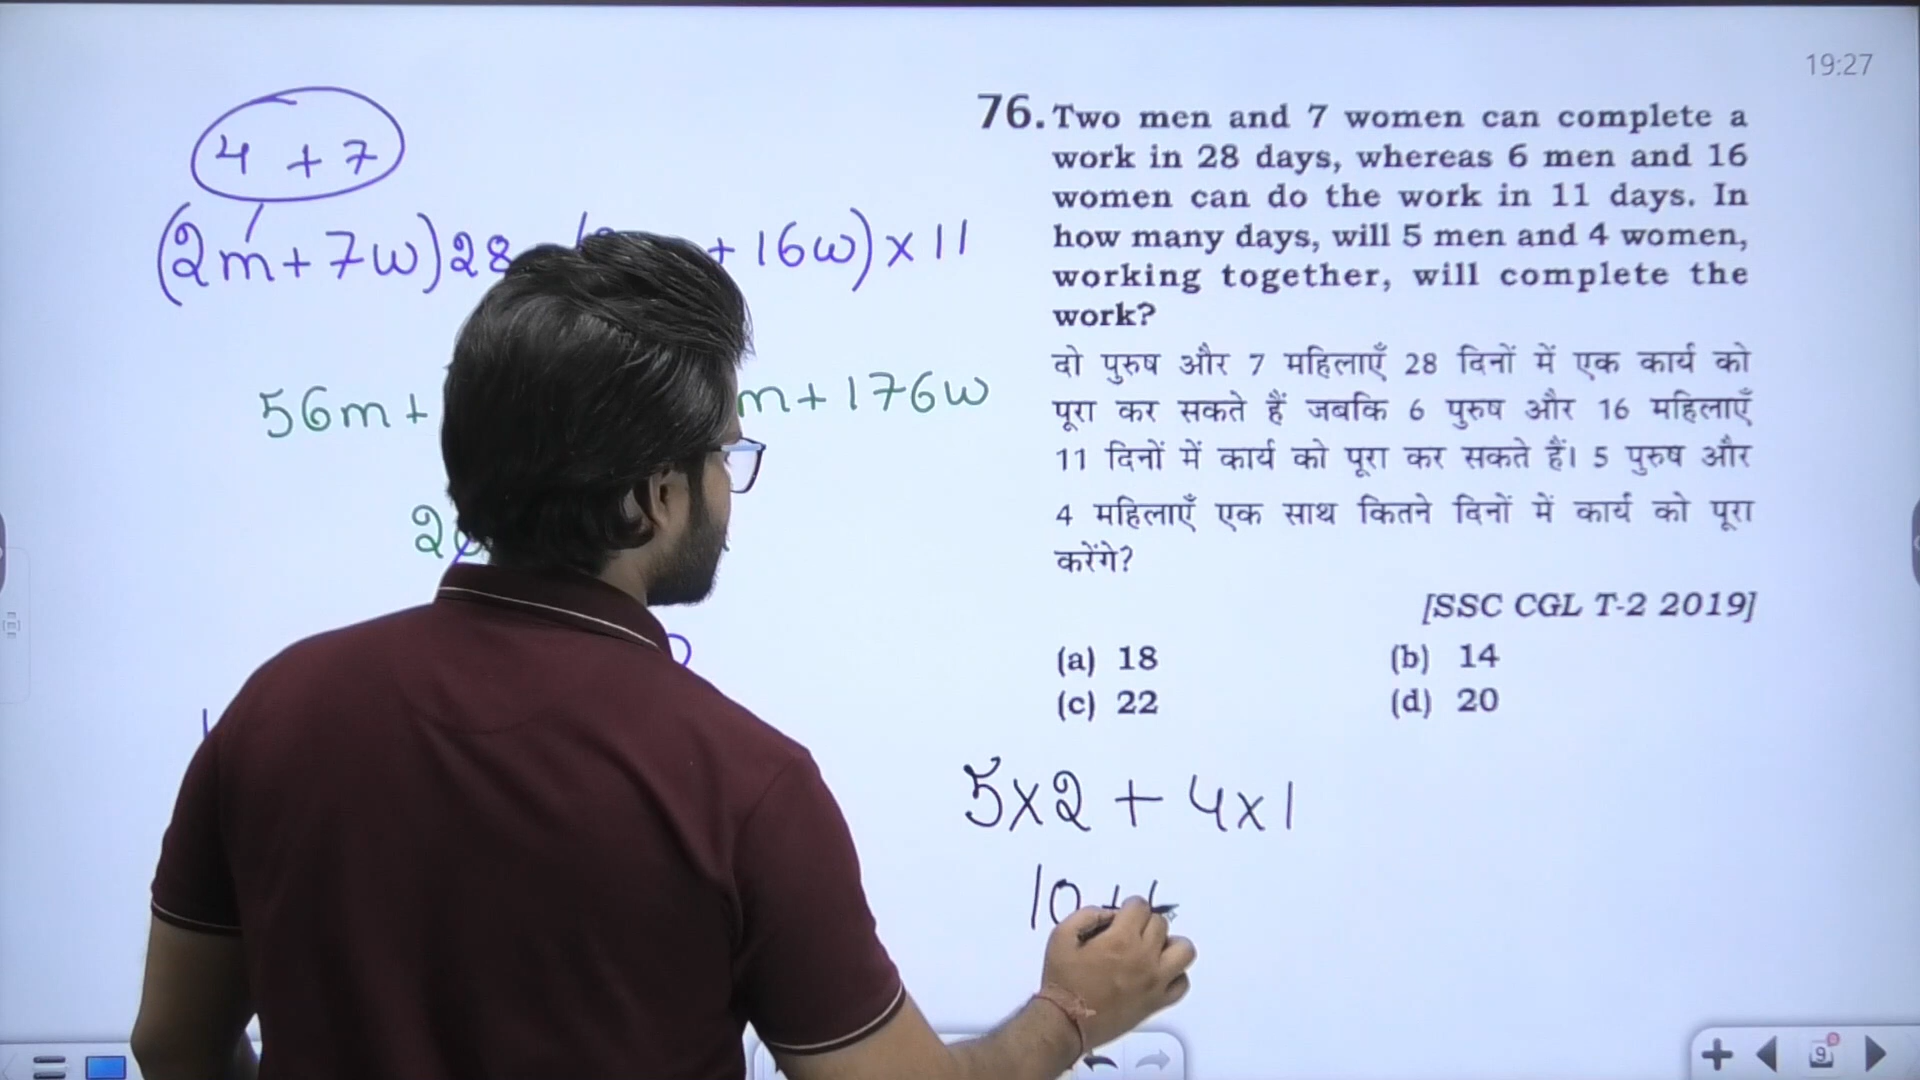 19:27
4 + 7
(2m+7w)28 +16w)×11
56m+ m+176w
76. Two men and 7 women can complete a
work in 28 days, whereas 6 men and 16
women can do the work in 11 days. In
how many days, will 5 men and 4 women,
working together, will complete the
work?
दो पुरुष और 7 महिलाएँ 28 दिनों में एक कार्य को
पूरा कर सकते हैं जबकि 6 पुरुष और 16 महिलाएँ
11 दिनों में कार्य को पूरा कर सकते हैं। 5 पुरुष और
4 महिलाएँ एक साथ कितने दिनों में कार्य को पूरा
करेंगे?
[SSC CGL T-2 2019]
(a) 18 (b) 14
(c) 22 (d) 20
5×2 + 4×1
10 +
9